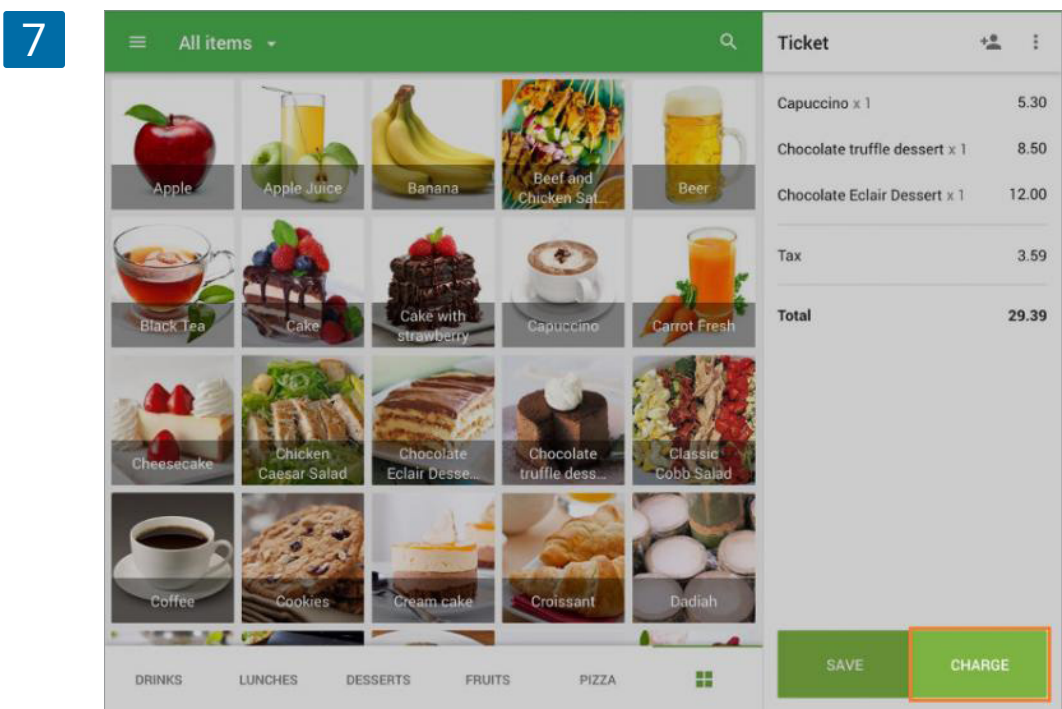 7
All items
Ticket
Capuccino x 1 5.30
Chocolate truffle dessert x 1 8.50
Chocolate Eclair Dessert x 1 12.00
Tax 3.59
Total 29.39
Apple
Apple Juice
Banana
Beef and
Chicken Sat...
Beer
Black Tea
Cake
Cake with
strawberry
Capuccino
Carrot Fresh
Cheesecake
Chicken
Caesar Salad
Chocolate
Eclair Desse...
Chocolate
truffle dess...
Classic
Cobb Salad
Coffee
Cookies
Cream cake
Croissant
Dadiah
DRINKS LUNCHES DESSERTS FRUITS PIZZA
SAVE CHARGE